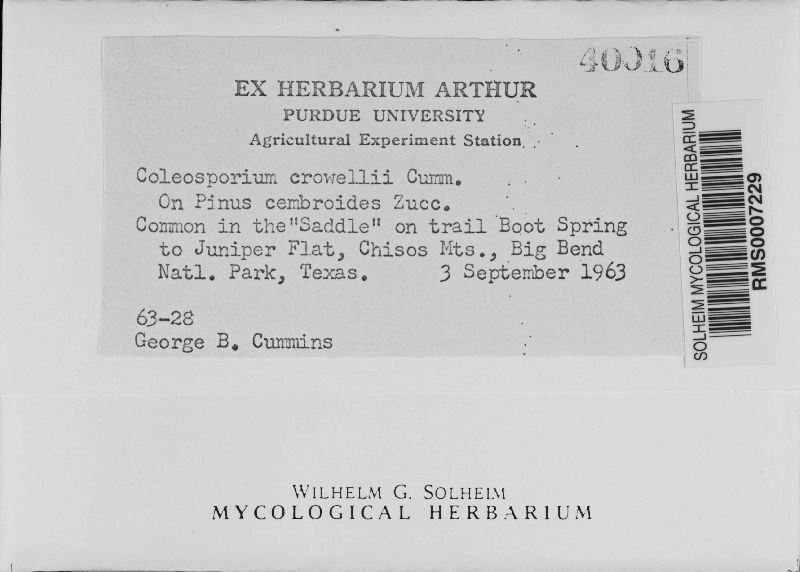 40016
EX HERBARIUM ARTHUR
PURDUE UNIVERSITY
Agricultural Experiment Station
Coleosporium crowellii Cumm.
On Pinus cembroides Zucc.
Common in the "Saddle" on trail Boot Spring
to Juniper Flat, Chisos Mts., Big Bend
Natl. Park, Texas. 3 September 1963
63-28
George B. Cummins
SOLHEIM MYCOLOGICAL HERBARIUM
RMS0007229
WILHELM G. SOLHEIM
MYCOLOGICAL HERBARIUM